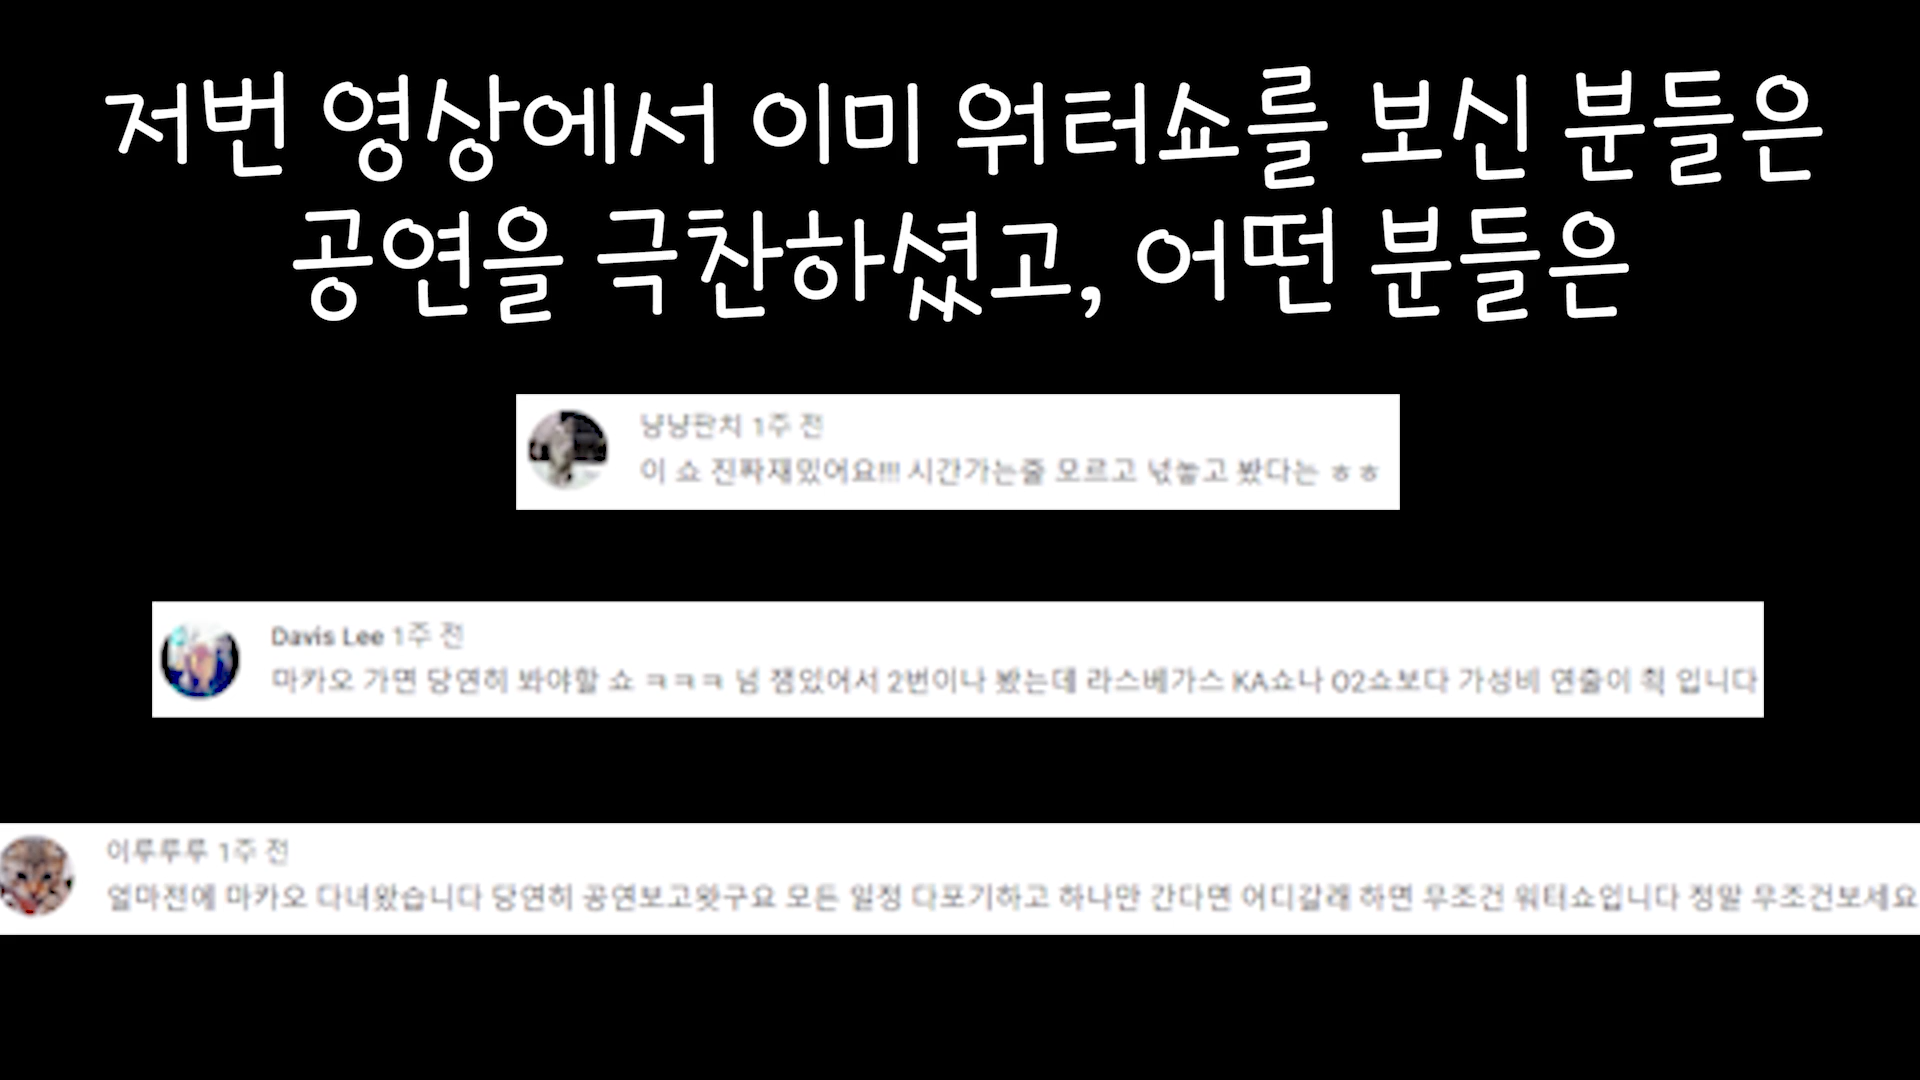 저번 영상에서 이미 워터쇼를 보신 분들은
공연을 극찬하셨고, 어떤 분들은
냥냥판치 1주 전
이 쇼 진짜재밌어요!!! 시간가는줄 모르고 넋놓고 봤다는 ㅎㅎ
Davis Lee 1주 전
마카오 가면 당연히 봐야할 쇼 ㅋㅋㅋ 넘 잼있어서 2번이나 봤는데 라스베가스 KA쇼나 O2쇼보다 가성비 연출이 쵝 입니다
이루루루 1주 전
얼마전에 마카오 다녀왔습니다 당연히 공연보고왓구요 모든 일정 다포기하고 하나만 간다면 어디갈래 하면 무조건 워터쇼입니다 정말 무조건보세요